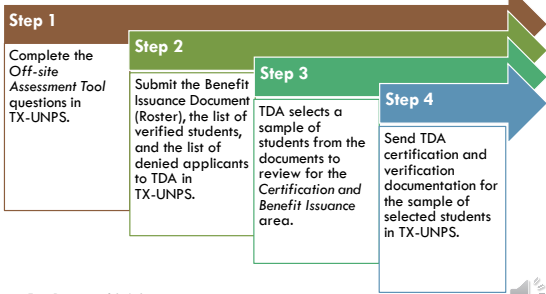 Step 1
Complete the
Off-site
Assessment Tool
questions in
TX-UNPS.
Step 2
Submit the Benefit
Issuance Document
(Roster), the list of
verified students,
and the list of
denied applicants
to TDA in
TX-UNPS.
Step 3
TDA selects a
sample of
students from the
documents to
review for the
Certification and
Benefit Issuance
area.
Step 4
Send TDA
certification and
verification
documentation for
the sample of
selected students
in TX-UNPS.